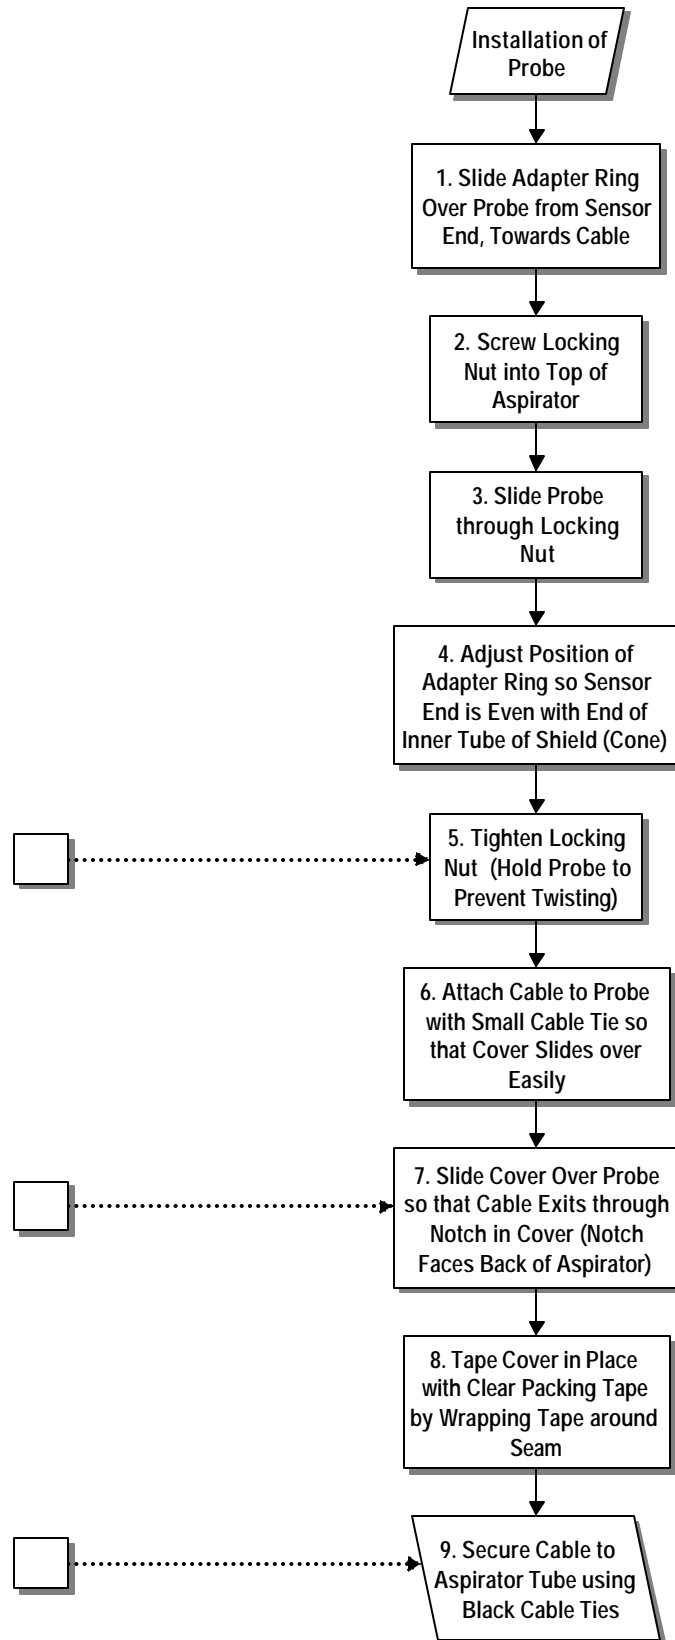 Installation of
Probe
1. Slide Adapter Ring
Over Probe from Sensor
End, Towards Cable
2. Screw Locking
Nut into Top of
Aspirator
3. Slide Probe
through Locking
Nut
4. Adjust Position of
Adapter Ring so Sensor
End is Even with End of
Inner Tube of Shield (Cone)
5. Tighten Locking
Nut (Hold Probe to
Prevent Twisting)
6. Attach Cable to Probe
with Small Cable Tie so
that Cover Slides over
Easily
7. Slide Cover Over Probe
so that Cable Exits through
Notch in Cover (Notch
Faces Back of Aspirator)
8. Tape Cover in Place
with Clear Packing Tape
by Wrapping Tape around
Seam
9. Secure Cable to
Aspirator Tube using
Black Cable Ties